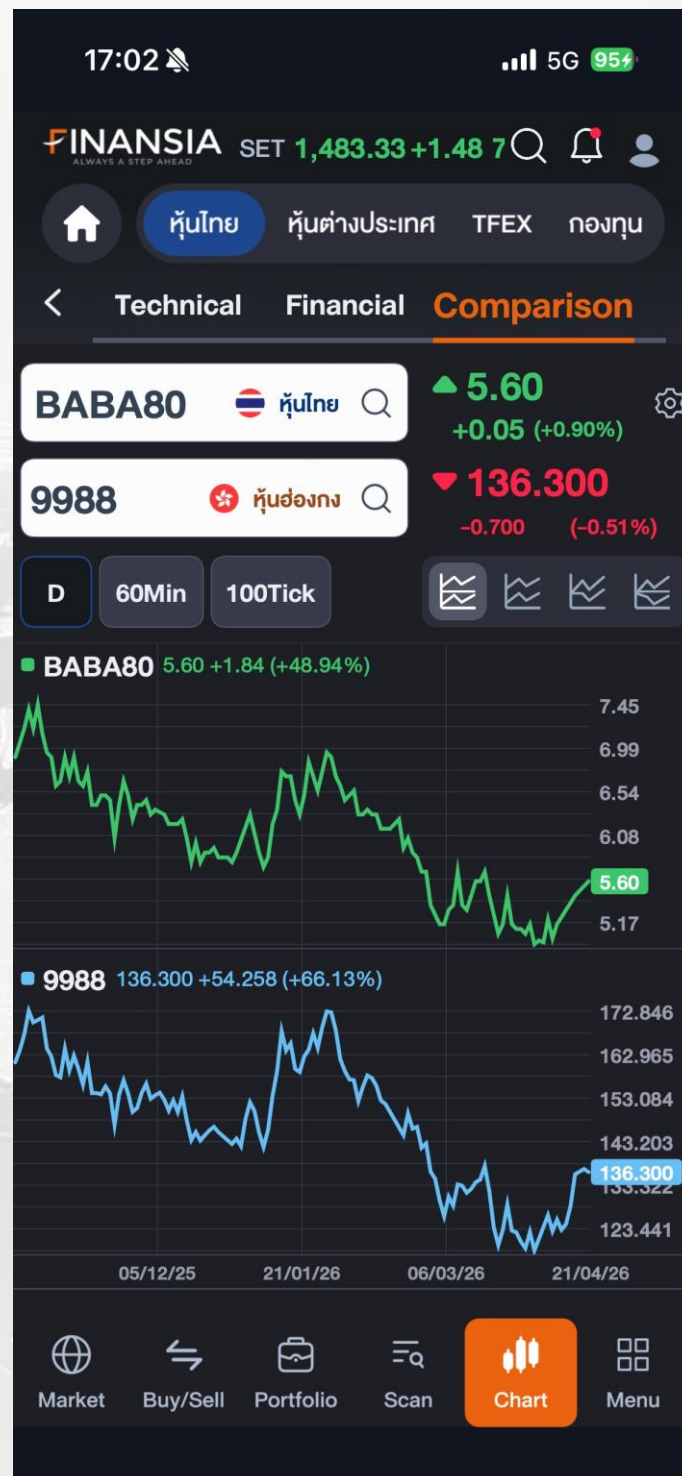 17:02 5G 95
FINANSIA SET 1,483.33 +1.48 7
ALWAYS A STEP AHEAD
หุ้นไทย หุ้นต่างประเทศ TFEX กองทุน
Technical Financial Comparison
BABA80 หุ้นไทย 5.60
+0.05 (+0.90%)
9988 หุ้นฮ่องกง 136.300
-0.700 (-0.51%)
D 60Min 100Tick
BABA80 5.60 +1.84 (+48.94%)
7.45
6.99
6.54
6.08
5.60
5.17
9988 136.300 +54.258 (+66.13%)
172.846
162.965
153.084
143.203
136.300
133.322
123.441
05/12/25 21/01/26 06/03/26 21/04/26
Market Buy/Sell Portfolio Scan Chart Menu